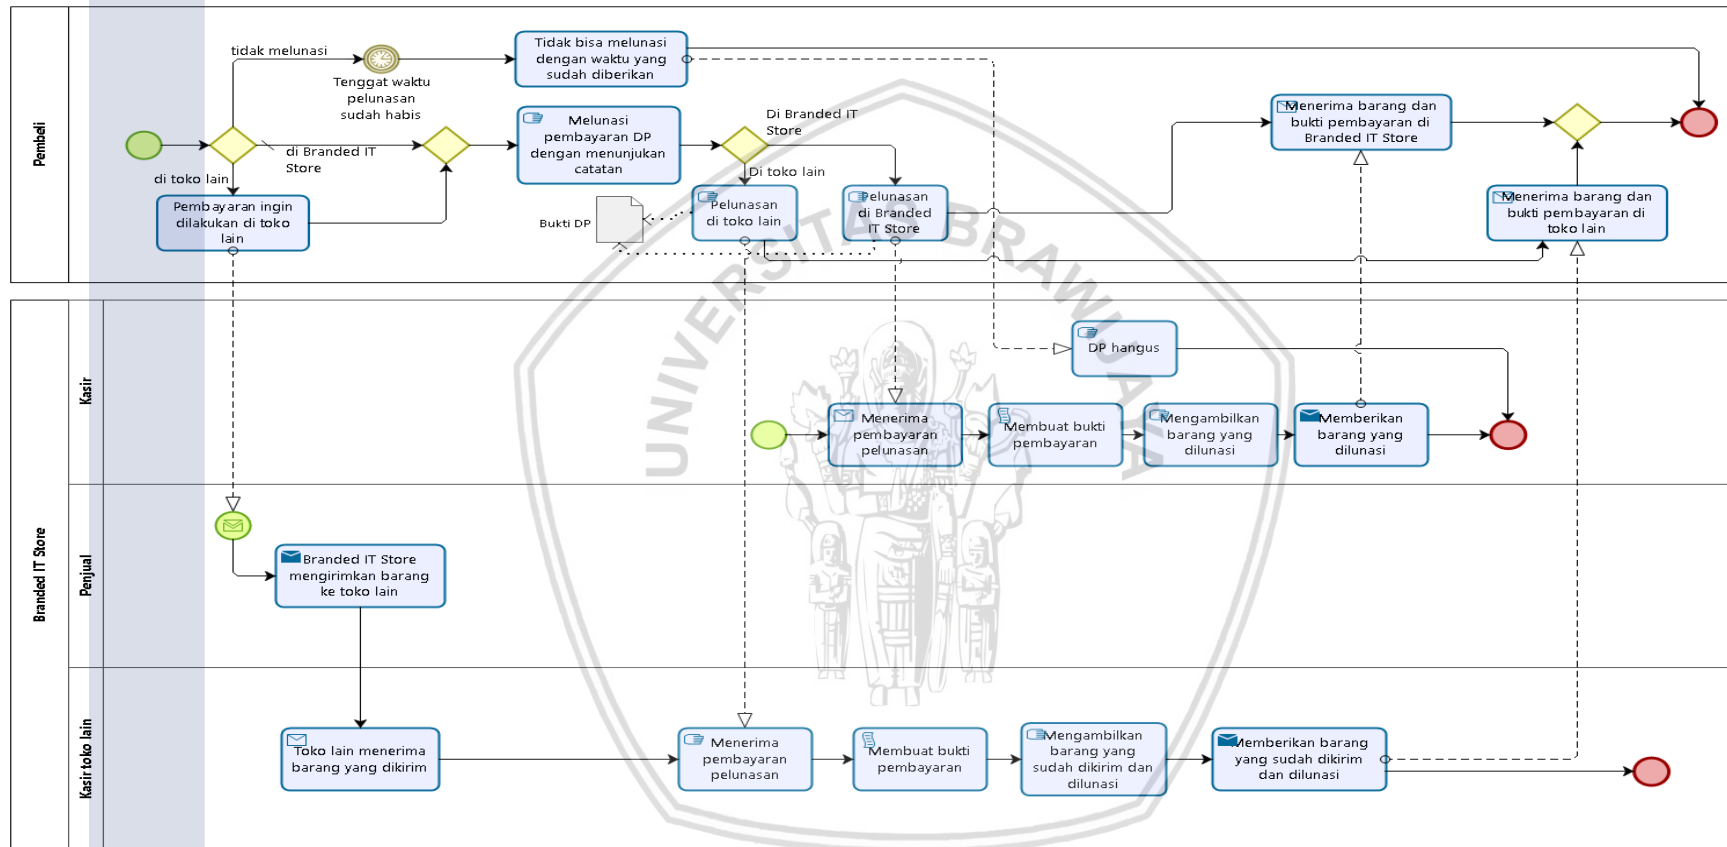 Pembeli
tidak melunasi
Tenggat waktu
pelunasan
sudah habis
Tidak bisa melunasi
dengan waktu yang
sudah diberikan
di Branded IT
Store
di toko lain
Pembayaran ingin
dilakukan di toko
lain
Melunasi
pembayaran DP
dengan menunjukan
catatan
Di Branded IT
Store
Di toko lain
Bukti DP
Pelunasan
di toko lain
Pelunasan
di Branded
IT Store
Menerima barang dan
bukti pembayaran di
Branded IT Store
Menerima barang dan
bukti pembayaran di
toko lain
UNIVERSITAS BRAWIJAYA
Branded IT Store
Kasir
DP hangus
Menerima
pembayaran
pelunasan
Membuat bukti
pembayaran
Mengambilkan
barang yang
dilunasi
Memberikan
barang yang
dilunasi
Penjual
Branded IT Store
mengirimkan barang
ke toko lain
Kasir toko lain
Toko lain menerima
barang yang dikirim
Menerima
pembayaran
pelunasan
Membuat bukti
pembayaran
Mengambilkan
barang yang
sudah dikirim dan
dilunasi
Memberikan barang
yang sudah dikirim
dan dilunasi